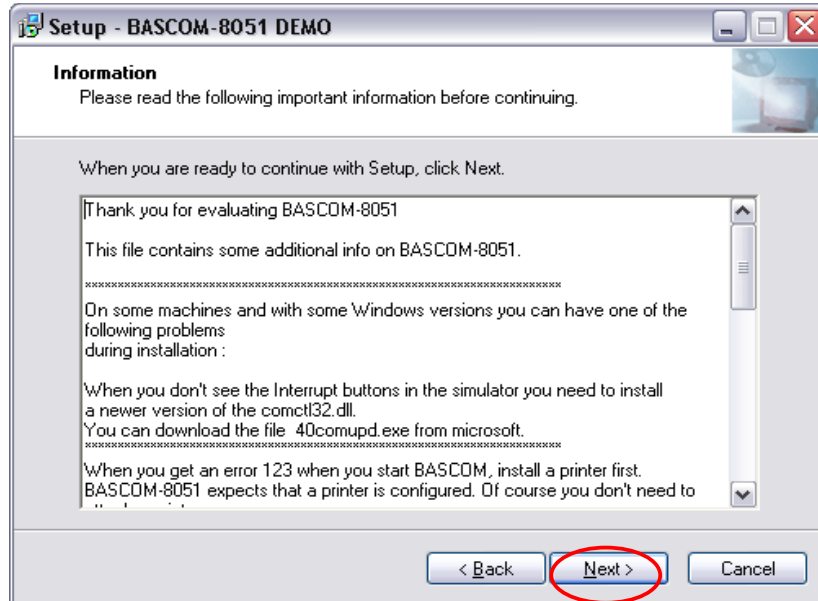 Setup - BASCOM-8051 DEMO
Information
Please read the following important information before continuing.
When you are ready to continue with Setup, click Next.
Thank you for evaluating BASCOM-8051
This file contains some additional info on BASCOM-8051.
************************************************************************
On some machines and with some Windows versions you can have one of the
following problems
during installation :
When you don't see the Interrupt buttons in the simulator you need to install
a newer version of the comctl32.dll.
You can download the file  40comupd.exe from microsoft.
************************************************************************
When you get an error 123 when you start BASCOM, install a printer first.
BASCOM-8051 expects that a printer is configured. Of course you don't need to
< Back
Next >
Cancel